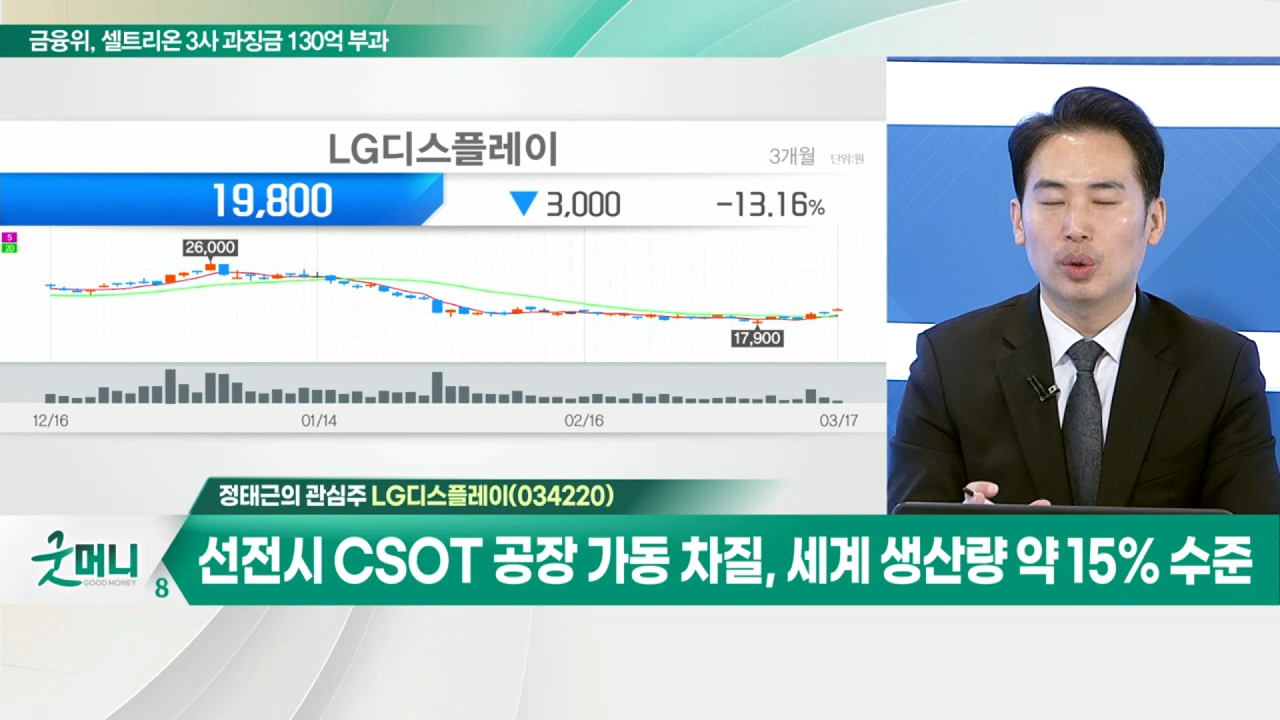 금융위, 셀트리온 3사 과징금 130억 부과
LG디스플레이
3개월 단위:원
19,800 ▼ 3,000 -13.16%
5
20
26,000
17,900
12/16 01/14 02/16 03/17
정태근의 관심주 LG디스플레이(034220)
굿머니
GOOD MONEY
8
선전시 CSOT 공장 가동 차질, 세계 생산량 약 15% 수준